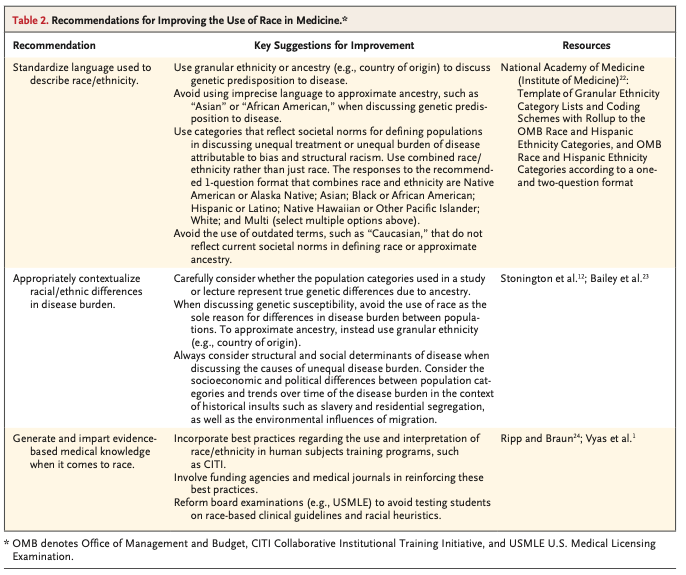 Table 2. Recommendations for Improving the Use of Race in Medicine.*
Recommendation
Key Suggestions for Improvement
Resources
Standardize language used to
describe race/ethnicity.
Use granular ethnicity or ancestry (e.g., country of origin) to discuss
genetic predisposition to disease.
Avoid using imprecise language to approximate ancestry, such as
“Asian” or “African American,” when discussing genetic predis-
position to disease.
Use categories that reflect societal norms for defining populations
in discussing unequal treatment or unequal burden of disease
attributable to bias and structural racism. Use combined race/
ethnicity rather than just race. The responses to the recommend-
ed 1-question format that combines race and ethnicity are Native
American or Alaska Native; Asian; Black or African American;
Hispanic or Latino; Native Hawaiian or Other Pacific Islander;
White; and Multi (select multiple options above).
Avoid the use of outdated terms, such as “Caucasian,” that do not
reflect current societal norms in defining race or approximate
ancestry.
National Academy of Medicine
(Institute of Medicine)22:
Template of Granular Ethnicity
Category Lists and Coding
Schemes with Rollup to the
OMB Race and Hispanic
Ethnicity Categories, and OMB
Race and Hispanic Ethnicity
Categories according to a one-
and two-question format
Appropriately contextualize
racial/ethnic differences
in disease burden.
Carefully consider whether the population categories used in a study
or lecture represent true genetic differences due to ancestry.
When discussing genetic susceptibility, avoid the use of race as the
sole reason for differences in disease burden between popula-
tions. To approximate ancestry, instead use granular ethnicity
(e.g., country of origin).
Always consider structural and social determinants of disease when
discussing the causes of unequal disease burden. Consider the
socioeconomic and political differences between population cat-
egories and trends over time of the disease burden in the context
of historical insults such as slavery and residential segregation,
as well as the environmental influences of migration.
Stonington et al.12; Bailey et al.23
Generate and impart evidence-
based medical knowledge
when it comes to race.
Incorporate best practices regarding the use and interpretation of
race/ethnicity in human subjects training programs, such
as CITI.
Involve funding agencies and medical journals in reinforcing these
best practices.
Reform board examinations (e.g., USMLE) to avoid testing students
on race-based clinical guidelines and racial heuristics.
Ripp and Braun24; Vyas et al.1
* OMB denotes Office of Management and Budget, CITI Collaborative Institutional Training Initiative, and USMLE U.S. Medical Licensing
Examination.